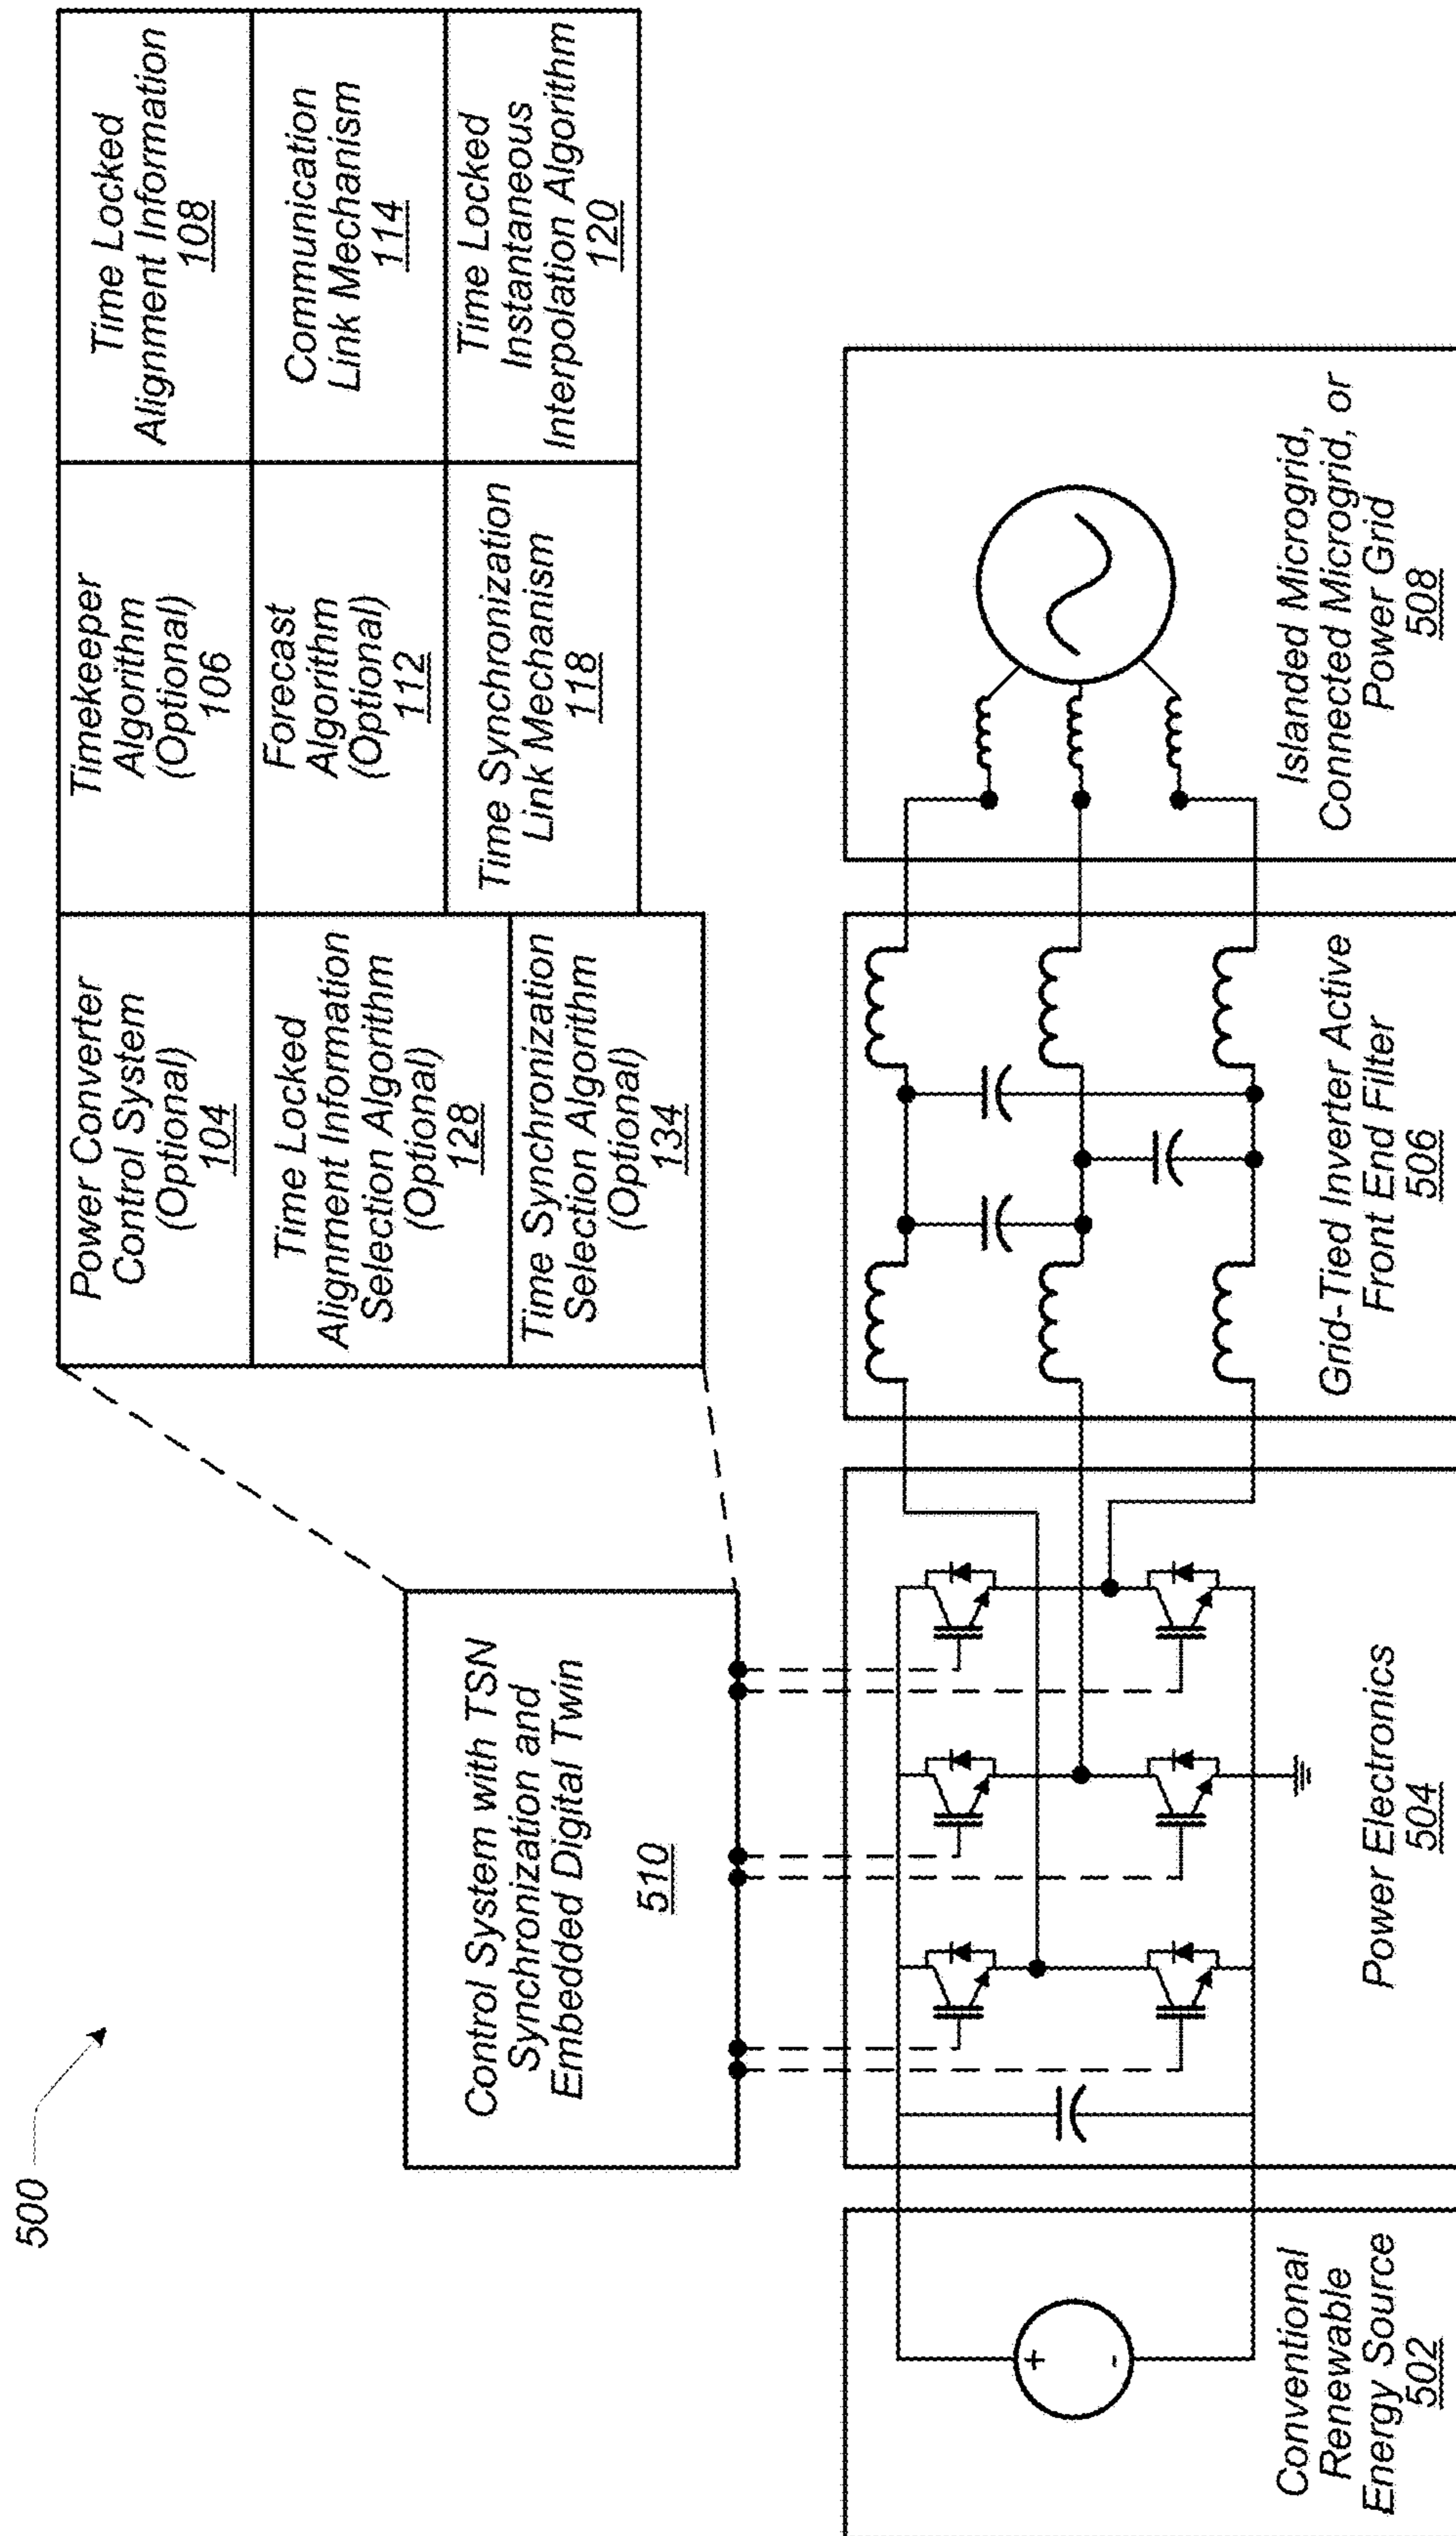 500
Power Converter
Control System
(Optional)
104
Timekeeper
Algorithm
(Optional)
106
Time Locked
Alignment Information
108
Time Locked
Alignment Information
Selection Algorithm
(Optional)
128
Forecast
Algorithm
(Optional)
112
Communication
Link Mechanism
114
Time Synchronization
Selection Algorithm
(Optional)
134
Time Synchronization
Link Mechanism
118
Time Locked
Instantaneous
Interpolation Algorithm
120
Control System with TSN
Synchronization and
Embedded Digital Twin
510
+
-
Conventional
Renewable
Energy Source
502
Power Electronics
504
Grid-Tied Inverter Active
Front End Filter
506
Islanded Microgrid,
Connected Microgrid, or
Power Grid
508